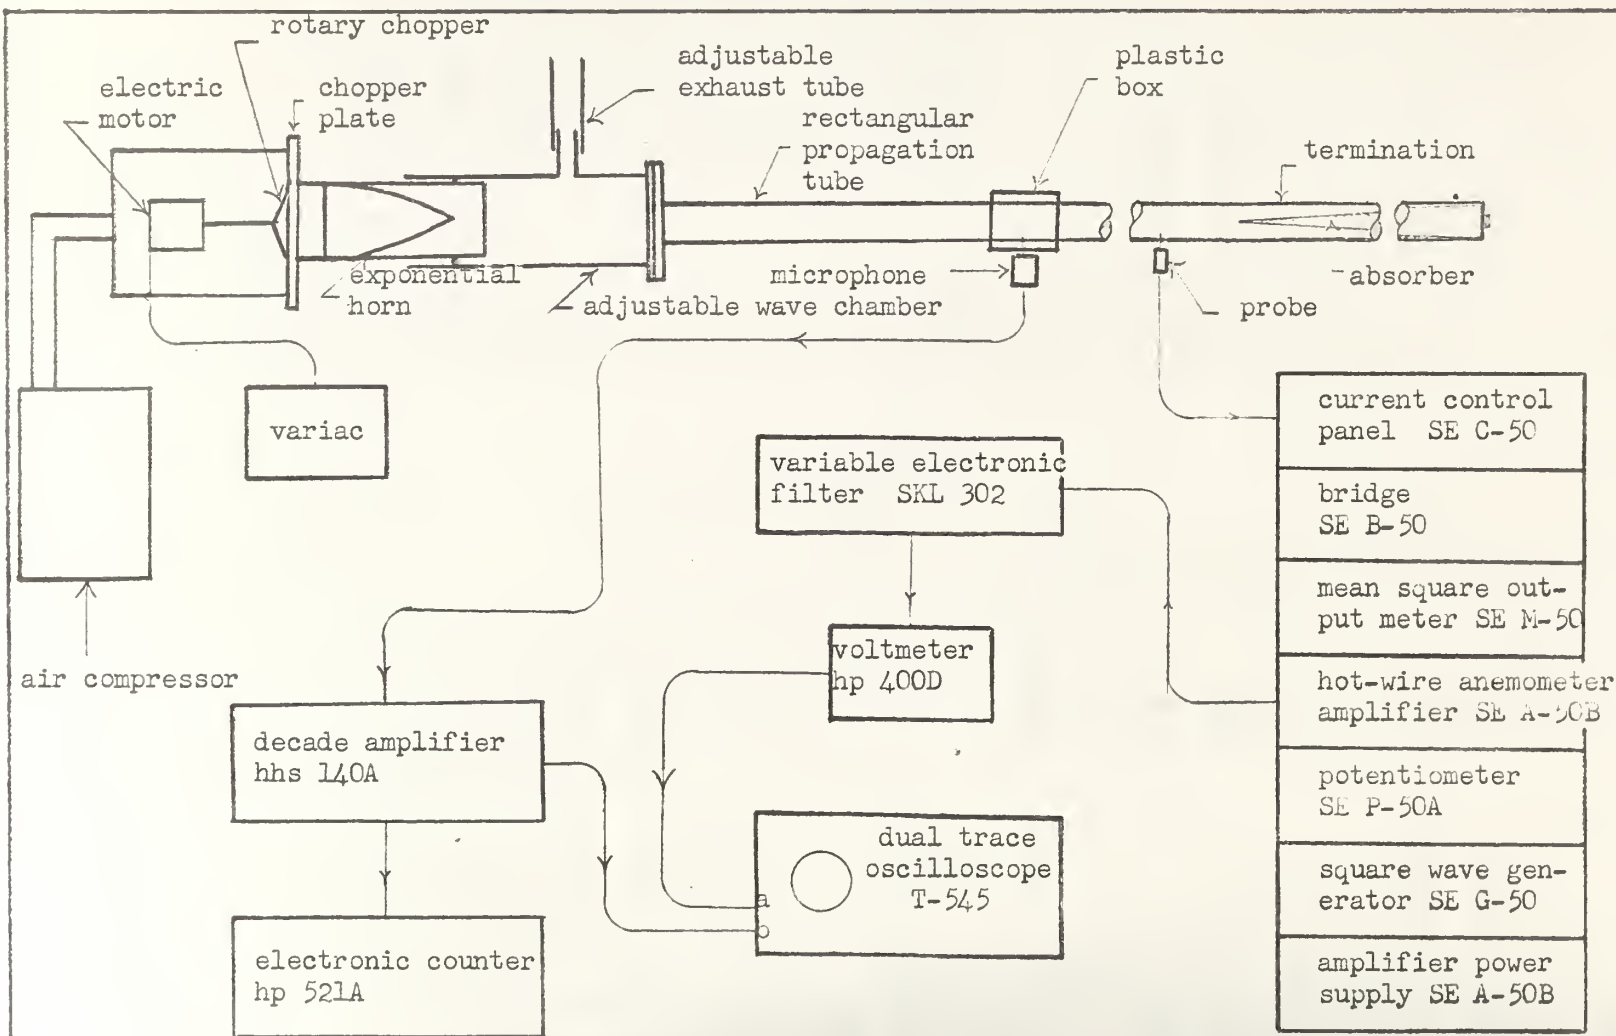 rotary chopper
electric
motor
chopper
plate
adjustable
exhaust tube
rectangular
propagation
tube
plastic
box
termination
exponential
horn
adjustable wave chamber
microphone
absorber
probe
variac
air compressor
variable electronic
filter SKL 302
voltmeter
hp 400D
decade amplifier
hhs 140A
electronic counter
hp 521A
dual trace
oscilloscope
T-545
a
b
current control
panel SE C-50
bridge
SE B-50
mean square out-
put meter SE M-50
hot-wire anemometer
amplifier SE A-50B
potentiometer
SE P-50A
square wave gen-
erator SE G-50
amplifier power
supply SE A-50B